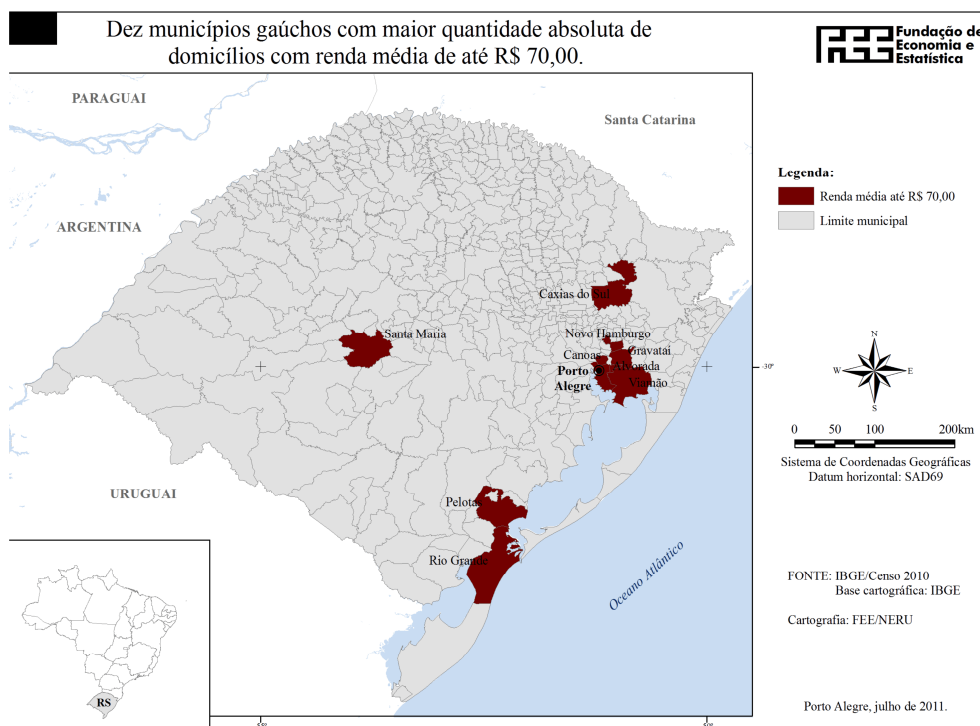 Dez municípios gaúchos com maior quantidade absoluta de
domicílios com renda média de até R$ 70,00.
FEE
Fundação de
Economia e
Estatística
PARAGUAI
Santa Catarina
ARGENTINA
URUGUAI
Caxias do Sul
Santa Maria
Novo Hamburgo
Canoas
Gravataí
Porto
Alegre
Alvorada
Viamão
Pelotas
Rio Grande
Oceano Atlântico
-30°
RS
Legenda:
Renda média até R$ 70,00
Limite municipal
N
W
E
S
0 50 100 200km
Sistema de Coordenadas Geográficas
Datum horizontal: SAD69
FONTE: IBGE/Censo 2010
Base cartográfica: IBGE
Cartografia: FEE/NERU
Porto Alegre, julho de 2011.